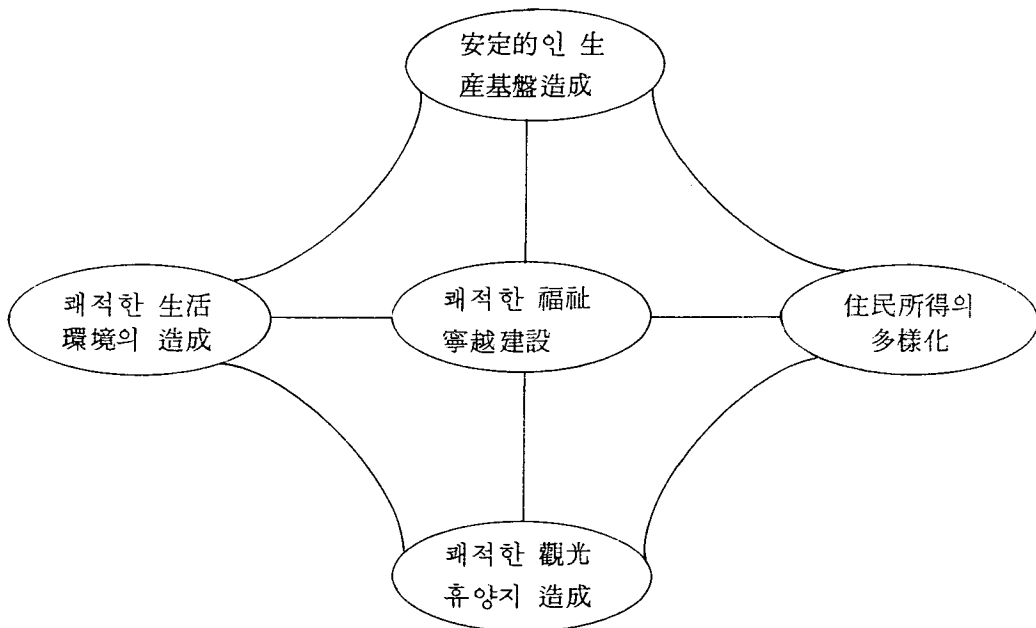 安定的인 生
産基盤造成
쾌적한 生活
環境의 造成
쾌적한 福祉
寧越建設
住民所得의
多樣化
쾌적한 觀光
휴양지 造成